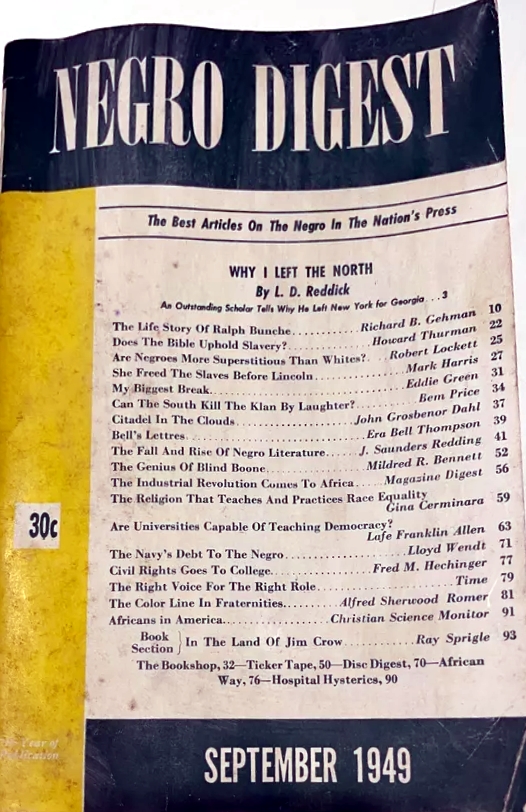 NEGRO DIGEST
The Best Articles On The Negro In The Nation's Press
WHY I LEFT THE NORTH
By L. D. Reddick
An Outstanding Scholar Tells Why He Left New York for Georgia...3
The Life Story Of Ralph Bunche............Richard B. Gehman 10
Does The Bible Uphold Slavery?............Howard Thurman 22
Are Negroes More Superstitious Than Whites?..Robert Lockett 25
She Freed The Slaves Before Lincoln............Mark Harris 27
My Biggest Break............Eddie Green 31
Can The South Kill The Klan By Laughter?........Bem Price 34
Citadel In The Clouds............John Grosbenor Dahl 37
Bell's Lettres............Era Bell Thompson 39
The Fall And Rise Of Negro Literature.....J. Saunders Redding 41
The Genius Of Blind Boone............Mildred R. Bennett 52
The Industrial Revolution Comes To Africa......Magazine Digest 56
The Religion That Teaches And Practices Race Equality
Gina Cerminara 59
Are Universities Capable Of Teaching Democracy?
Lafe Franklin Allen 63
The Navy's Debt To The Negro............Lloyd Wendt 71
Civil Rights Goes To College............Fred M. Hechinger 77
The Right Voice For The Right Role............Time 79
The Color Line In Fraternities.........Alfred Sherwood Romer 81
Africans in America............Christian Science Monitor 91
Book Section } In The Land Of Jim Crow............Ray Sprigle 93
The Bookshop, 32—Ticker Tape, 50—Disc Digest, 70—African
Way, 76—Hospital Hysterics, 90
30c
Year of
Publication
SEPTEMBER 1949